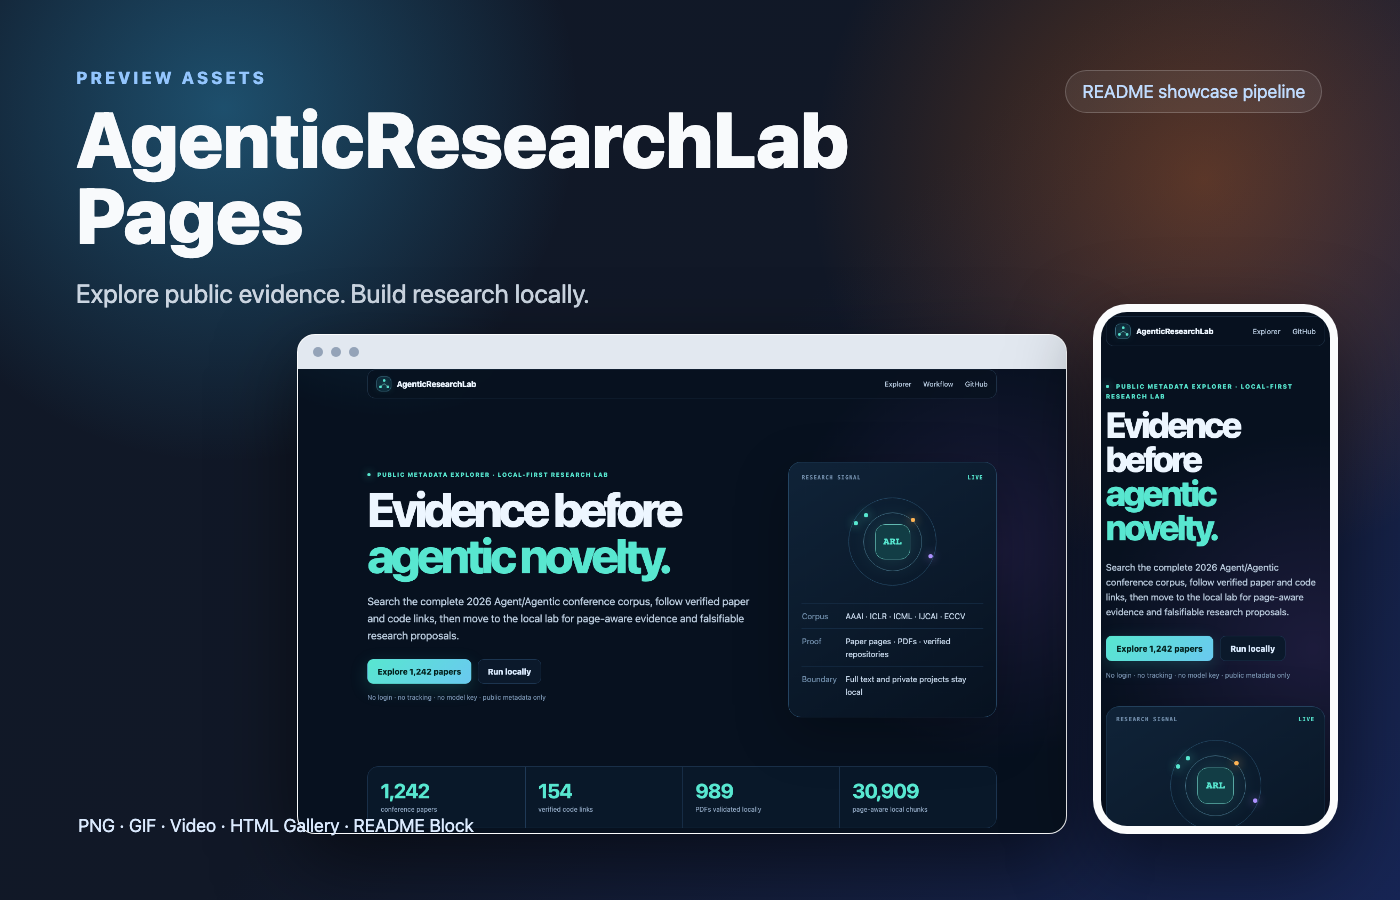 PREVIEW ASSETS
AgenticResearchLab
Pages
Explore public evidence. Build research locally.
README showcase pipeline
AgenticResearchLab
Explorer Workflow GitHub
PUBLIC METADATA EXPLORER · LOCAL-FIRST RESEARCH LAB
Evidence before
agentic novelty.
Search the complete 2026 Agent/Agentic conference corpus, follow verified paper
and code links, then move to the local lab for page-aware evidence and falsifiable
research proposals.
Explore 1,242 papers Run locally
No login · no tracking · no model key · public metadata only
RESEARCH SIGNAL LIVE
ARL
Corpus AAAI · ICLR · ICML · IJCAI · ECCV
Proof Paper pages · PDFs · verified
repositories
Boundary Full text and private projects stay
local
1,242 154 989 30,909
conference papers verified code links PDFs validated locally page-aware local chunks
PNG · GIF · Video · HTML Gallery · README Block
AgenticResearchLab Explorer GitHub
PUBLIC METADATA EXPLORER · LOCAL-FIRST
RESEARCH LAB
Evidence
before
agentic
novelty.
Search the complete 2026 Agent/Agentic
conference corpus, follow verified paper and code
links, then move to the local lab for page-aware
evidence and falsifiable research proposals.
Explore 1,242 papers Run locally
No login · no tracking · no model key · public metadata only
RESEARCH SIGNAL LIVE
ARL